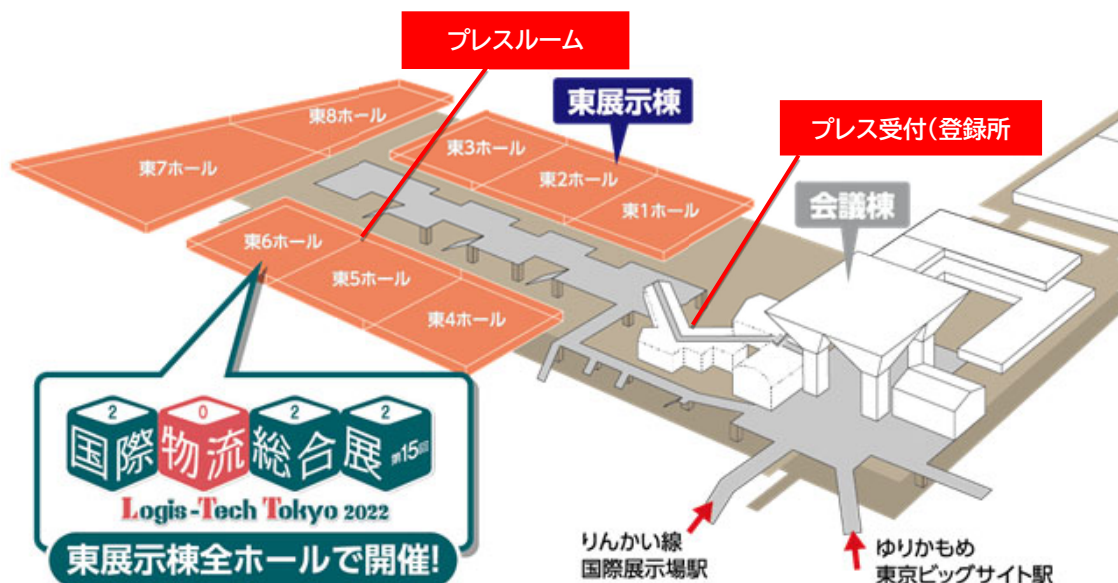 プレスルーム
東展示棟
プレス受付(登録所
会議棟
東8ホール
東7ホール
東3ホール
東2ホール
東1ホール
東6ホール
東5ホール
東4ホール
2 0 2 2
国際物流総合展 第15回
Logis-Tech Tokyo 2022
東展示棟全ホールで開催!
りんかい線
国際展示場駅
ゆりかもめ
東京ビッグサイト駅